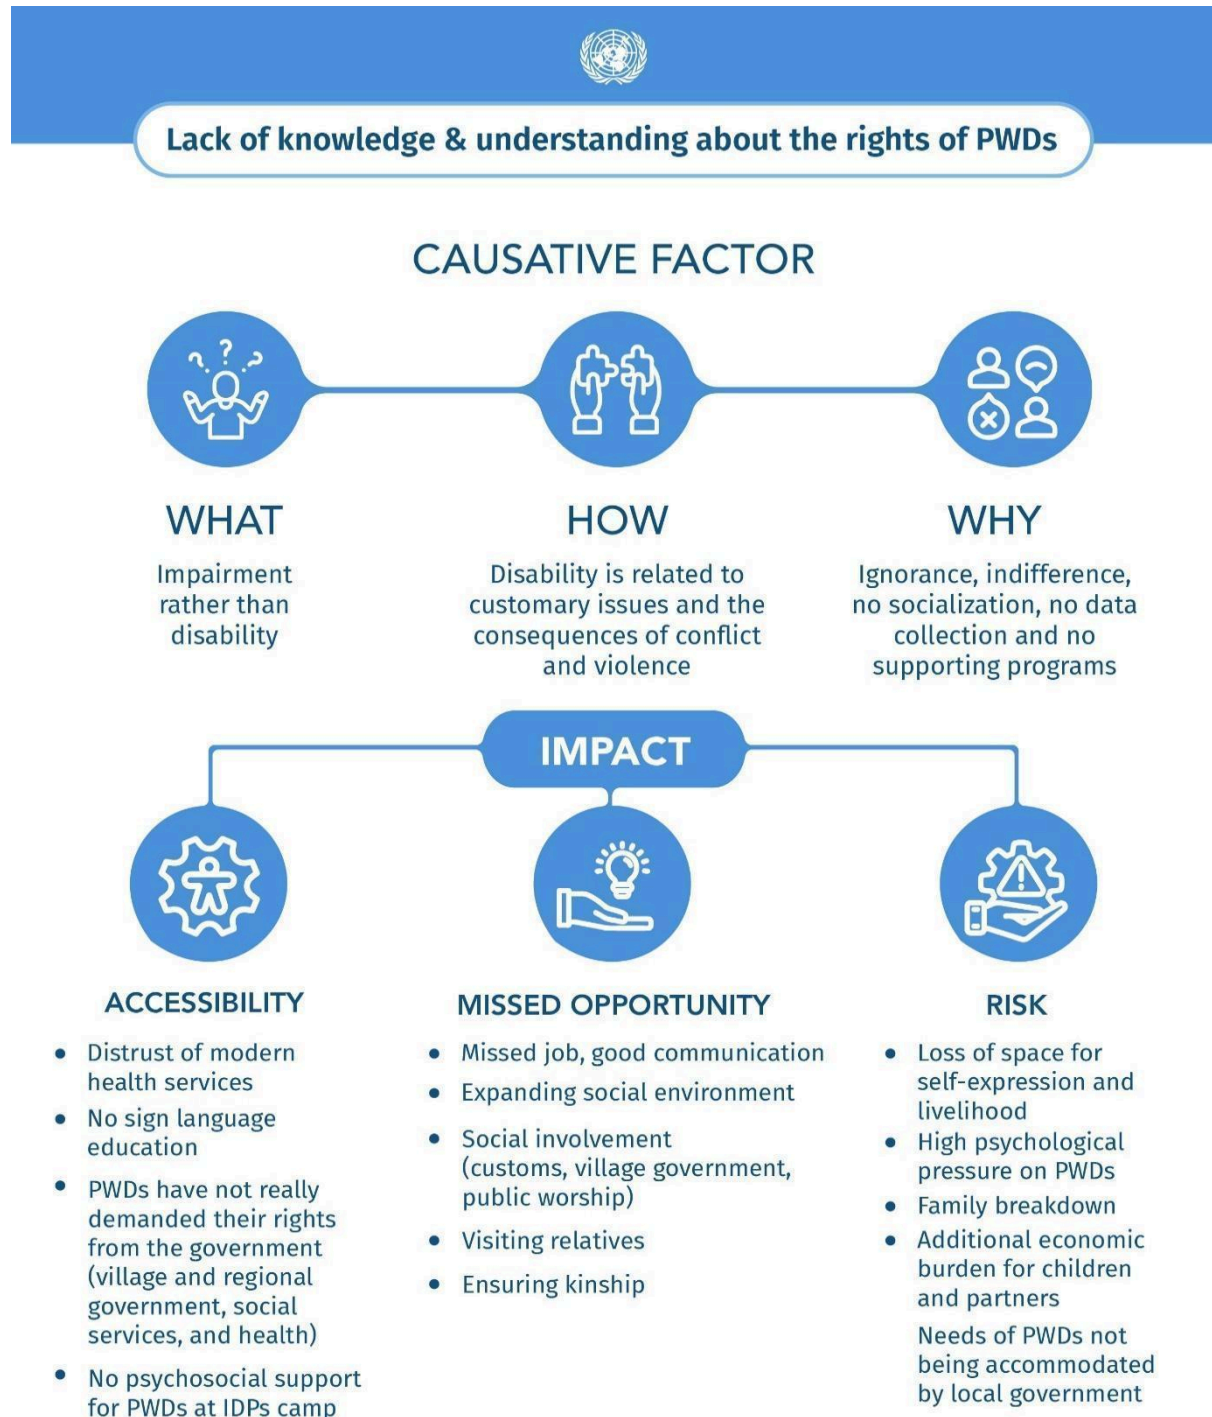 Lack of knowledge & understanding about the rights of PWDs
CAUSATIVE FACTOR
WHAT
Impairment
rather than
disability
HOW
Disability is related to
customary issues and the
consequences of conflict
and violence
WHY
Ignorance, indifference,
no socialization, no data
collection and no
supporting programs
IMPACT
ACCESSIBILITY
• Distrust of modern
health services
• No sign language
education
• PWDs have not really
demanded their rights
from the government
(village and regional
government, social
services, and health)
• No psychosocial support
for PWDs at IDPs camp
MISSED OPPORTUNITY
• Missed job, good communication
• Expanding social environment
• Social involvement
(customs, village government,
public worship)
• Visiting relatives
• Ensuring kinship
RISK
• Loss of space for
self-expression and
livelihood
• High psychological
pressure on PWDs
• Family breakdown
• Additional economic
burden for children
and partners
Needs of PWDs not
being accommodated
by local government